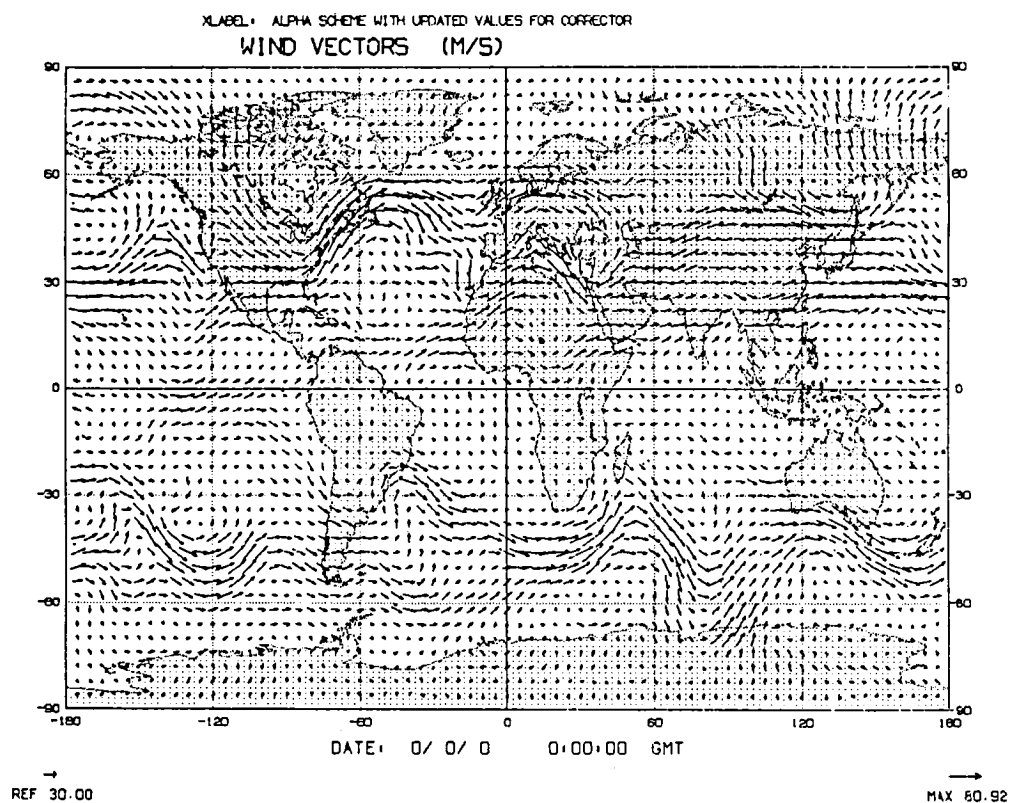 XLABEL: ALPHA SCHEME WITH UPDATED VALUES FOR CORRECTOR
WIND VECTORS (M/S)
90 90
60 60
30 30
0 0
-30 -30
-60 -60
-90 90
-180 -120 -60 0 60 120 180
DATE: 0/ 0/ 0 0:00:00 GMT
REF 30.00
MAX 60.92